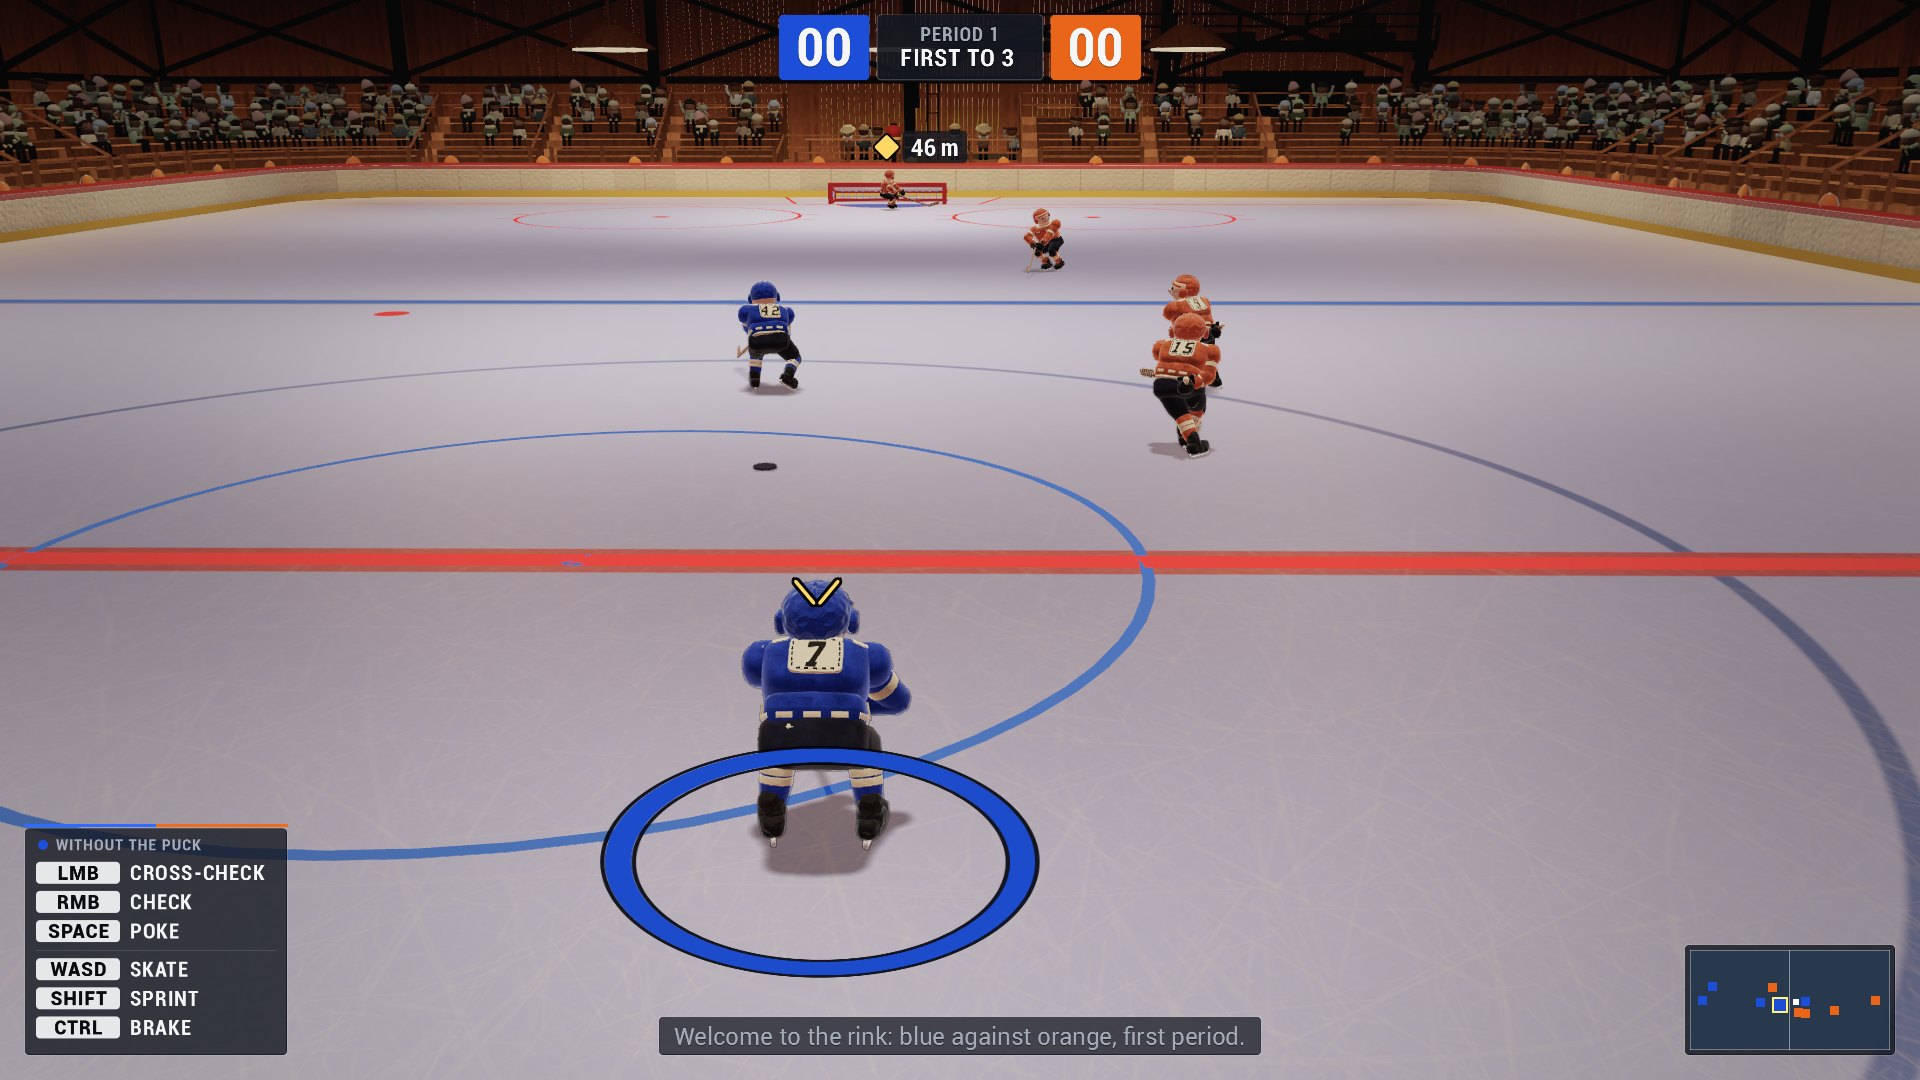 00
PERIOD 1
FIRST TO 3
00
46 m
42
9
15
7
WITHOUT THE PUCK
LMB CROSS-CHECK
RMB CHECK
SPACE POKE
WASD SKATE
SHIFT SPRINT
CTRL BRAKE
Welcome to the rink: blue against orange, first period.